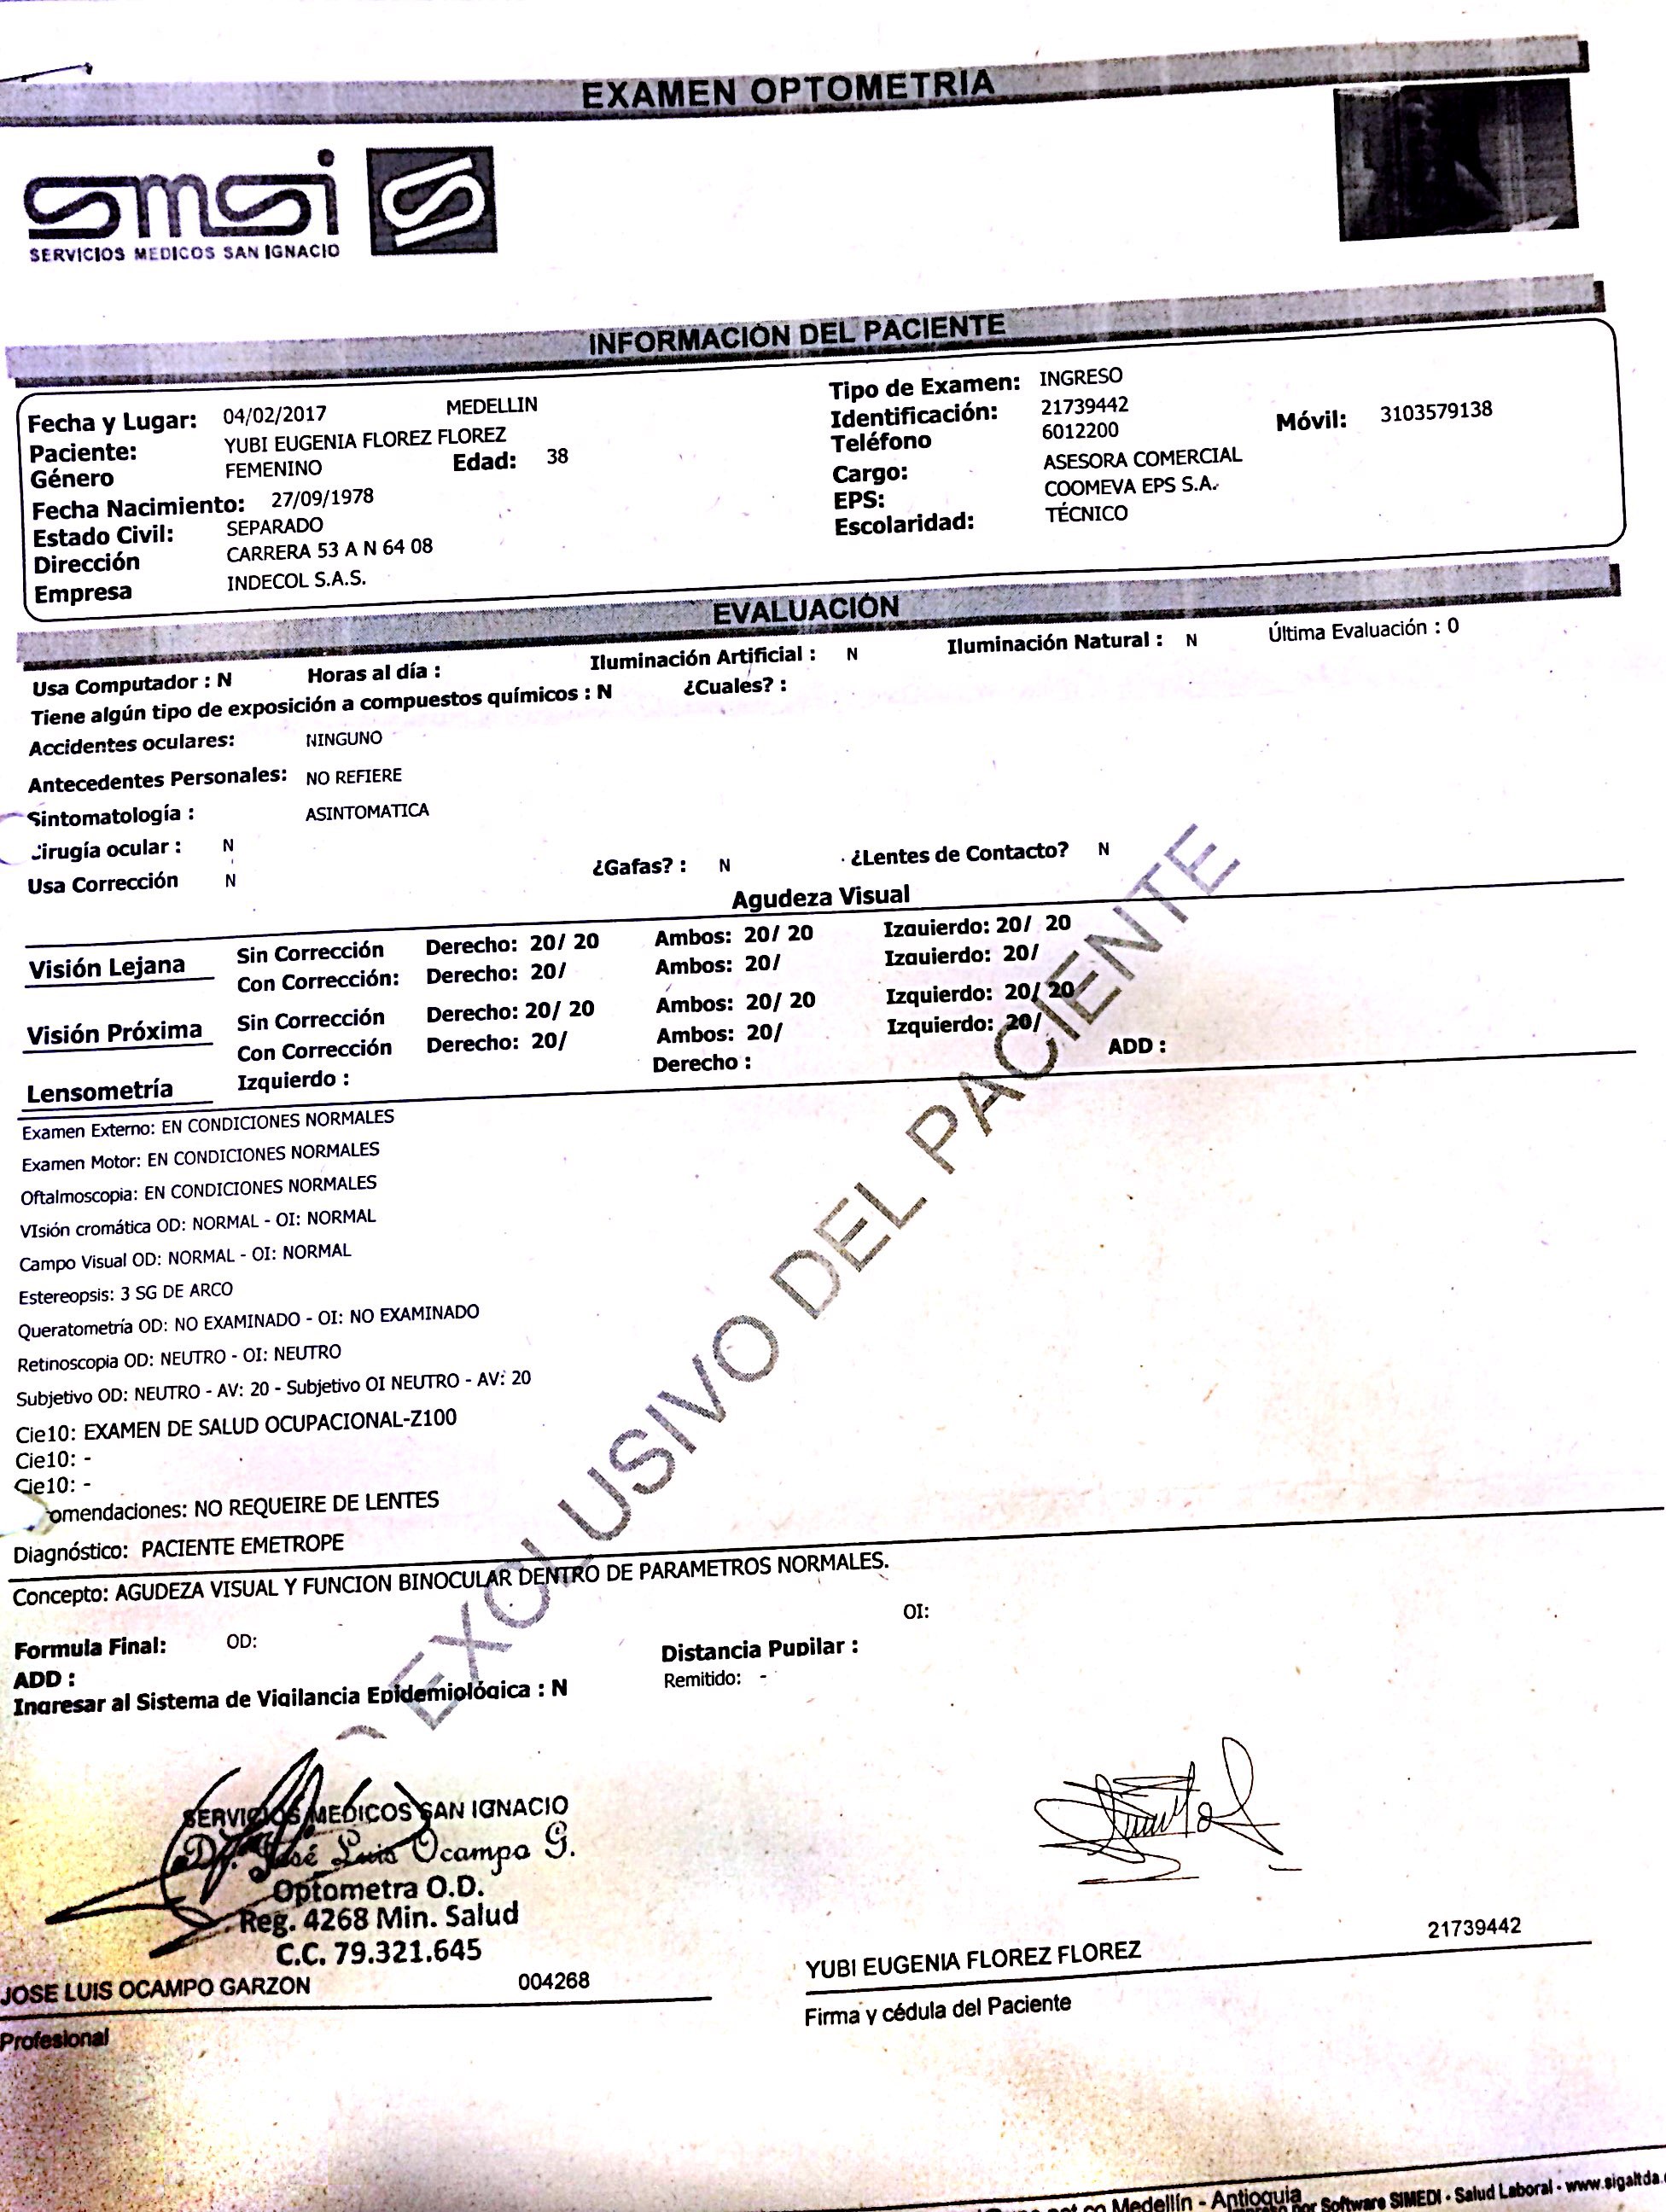 EXAMEN OPTOMETRIA
smsi
SERVICIOS MEDICOS SAN IGNACIO
INFORMACIÓN DEL PACIENTE
Fecha y Lugar: 04/02/2017 MEDELLIN
Paciente: YUBI EUGENIA FLOREZ FLOREZ
Género FEMENINO Edad: 38
Fecha Nacimiento: 27/09/1978
Estado Civil: SEPARADO
Dirección CARRERA 53 A N 64 08
Empresa INDECOL S.A.S.
Tipo de Examen: INGRESO
Identificación: 21739442
Teléfono 6012200
Móvil: 3103579138
Cargo: ASESORA COMERCIAL
EPS: COOMEVA EPS S.A.
Escolaridad: TÉCNICO
EVALUACIÓN
Usa Computador : N Horas al día : Iluminación Artificial : N Iluminación Natural : N Última Evaluación : 0
Tiene algún tipo de exposición a compuestos químicos : N ¿Cuales? :
Accidentes oculares: NINGUNO
Antecedentes Personales: NO REFIERE
Sintomatología : ASINTOMATICA
irugía ocular : N
Usa Corrección N ¿Gafas? : N ¿Lentes de Contacto? N
Agudeza Visual
Visión Lejana Sin Corrección Derecho: 20/ 20 Ambos: 20/ 20 Izquierdo: 20/ 20
Con Corrección: Derecho: 20/ Ambos: 20/ Izquierdo: 20/
Visión Próxima Sin Corrección Derecho: 20/ 20 Ambos: 20/ 20 Izquierdo: 20/ 20
Con Corrección Derecho: 20/ Ambos: 20/ Izquierdo: 20/
Lensometría Izquierdo : Derecho : ADD :
Examen Externo: EN CONDICIONES NORMALES
Examen Motor: EN CONDICIONES NORMALES
Oftalmoscopia: EN CONDICIONES NORMALES
VIsión cromática OD: NORMAL - OI: NORMAL
Campo Visual OD: NORMAL - OI: NORMAL
Estereopsis: 3 SG DE ARCO
Queratometría OD: NO EXAMINADO - OI: NO EXAMINADO
Retinoscopia OD: NEUTRO - OI: NEUTRO
Subjetivo OD: NEUTRO - AV: 20 - Subjetivo OI NEUTRO - AV: 20
Cie10: EXAMEN DE SALUD OCUPACIONAL-Z100
Cie10: -
Cie10: -
omendaciones: NO REQUEIRE DE LENTES
Diagnóstico: PACIENTE EMETROPE
Concepto: AGUDEZA VISUAL Y FUNCION BINOCULAR DENTRO DE PARAMETROS NORMALES.
Formula Final: OD: OI:
ADD : Distancia Pupilar :
Ingresar al Sistema de Vigilancia Epidemiológica : N Remitido: -
EXCLUSIVO DEL PACIENTE
SERVICIOS MEDICOS SAN IGNACIO
Dr. José Luis Ocampo G.
Optometra O.D.
Reg. 4268 Min. Salud
C.C. 79.321.645
JOSE LUIS OCAMPO GARZON 004268
Profesional
YUBI EUGENIA FLOREZ FLOREZ 21739442
Firma y cédula del Paciente
Medellín - Antioquia
por Software SIMEDI - Salud Laboral - www.sigaltda.